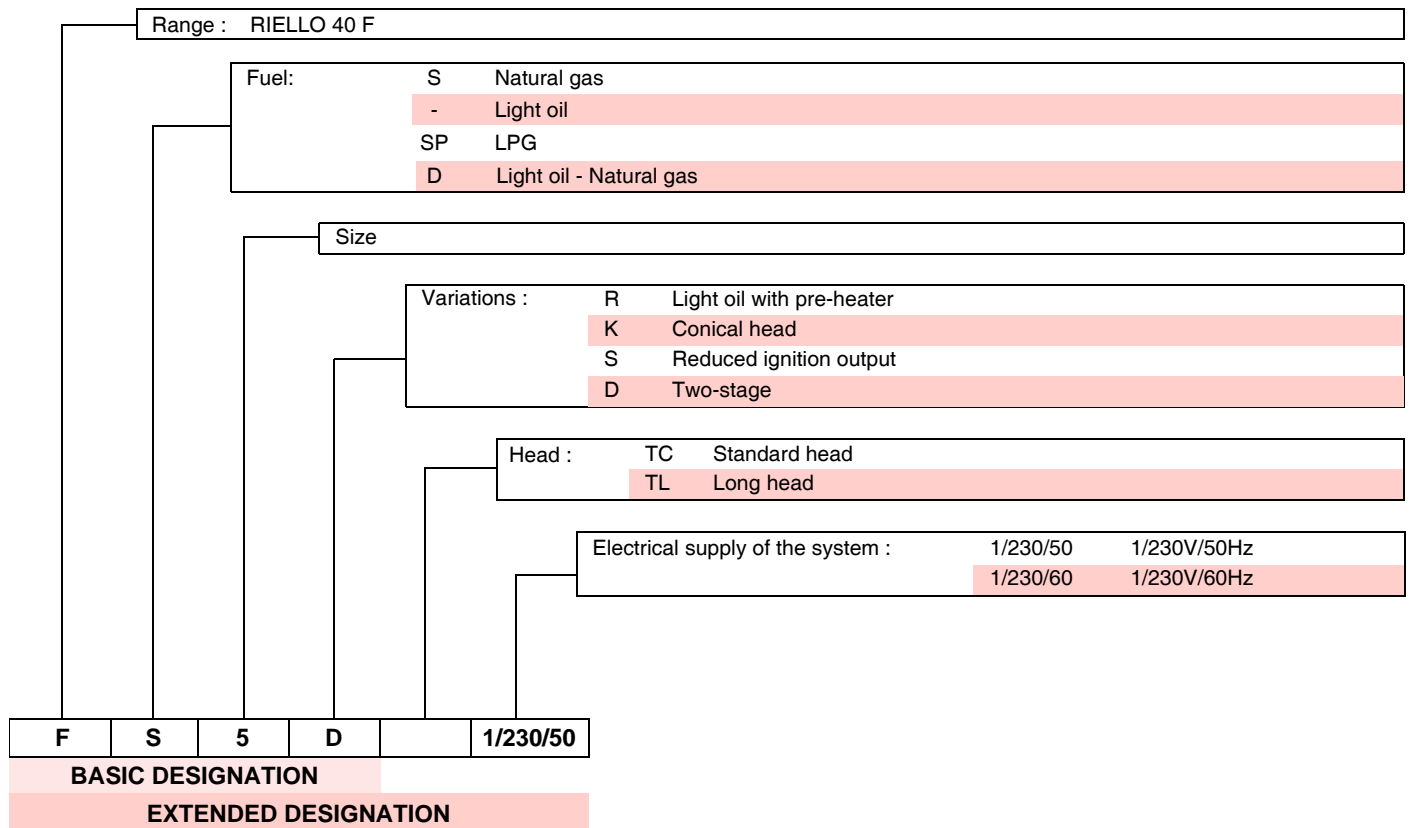 Range : RIELLO 40 F
Fuel: S Natural gas
- Light oil
SP LPG
D Light oil - Natural gas
Size
Variations : R Light oil with pre-heater
K Conical head
S Reduced ignition output
D Two-stage
Head : TC Standard head
TL Long head
Electrical supply of the system : 1/230/50 1/230V/50Hz
1/230/60 1/230V/60Hz
F S 5 D 1/230/50
BASIC DESIGNATION
EXTENDED DESIGNATION